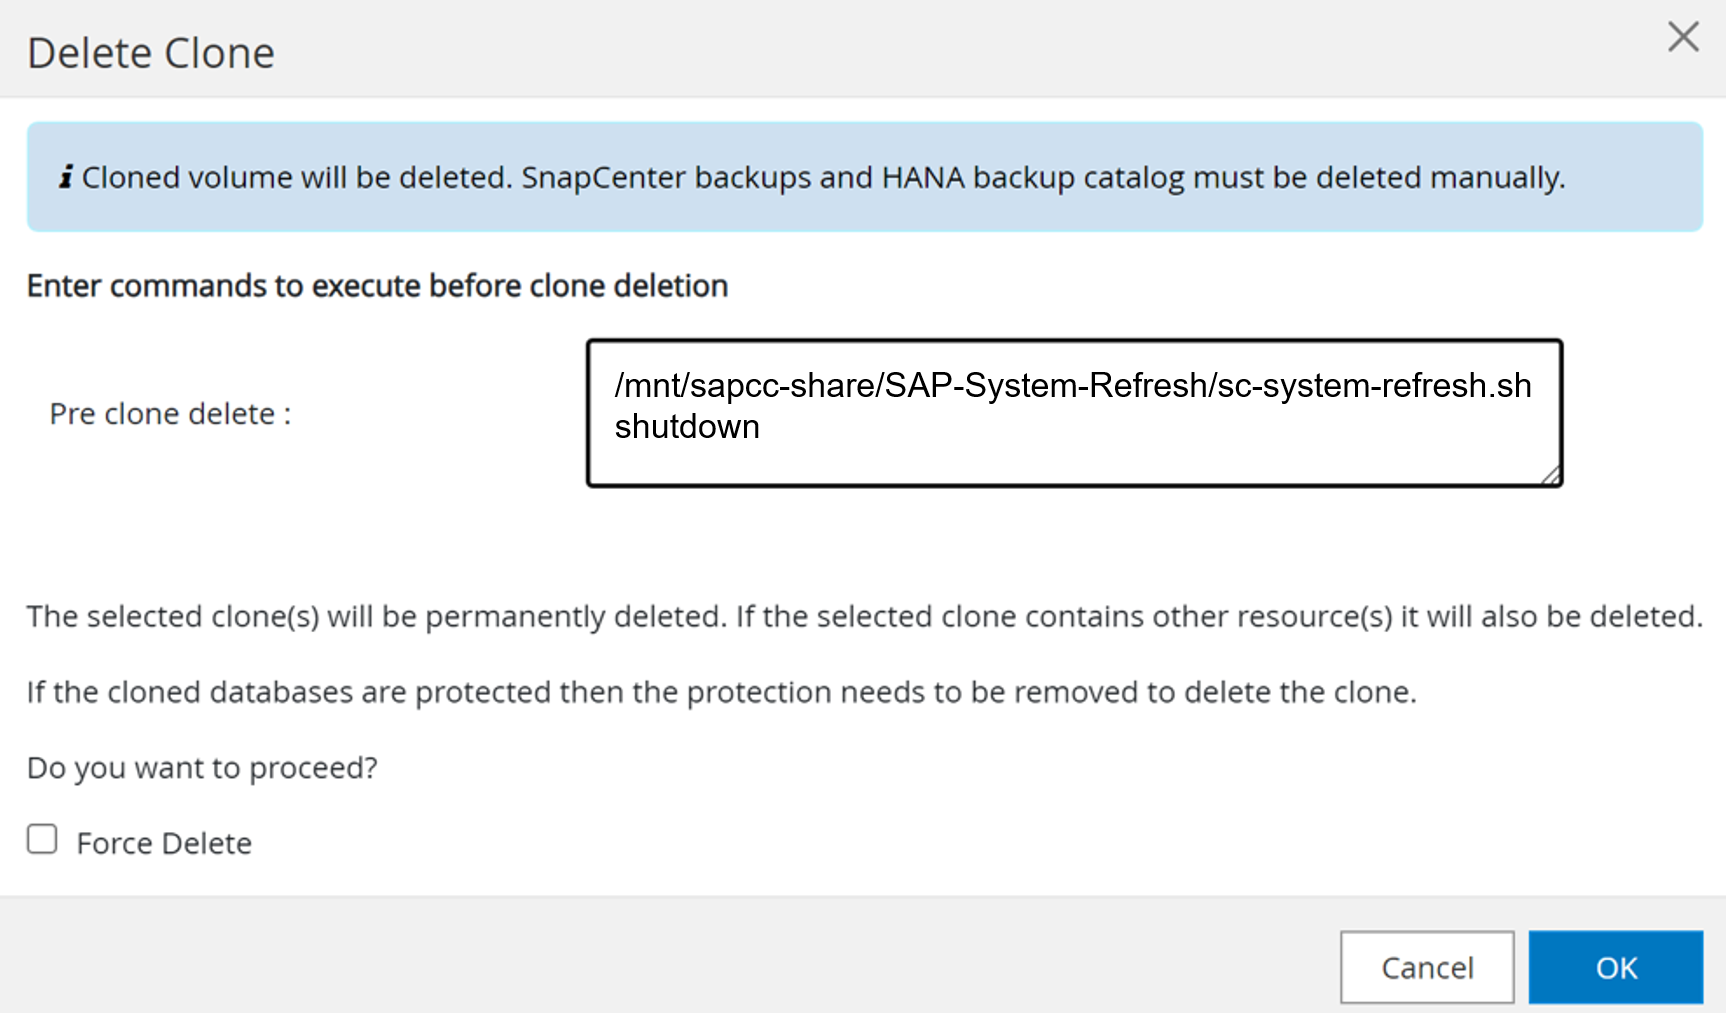 Delete Clone
i Cloned volume will be deleted. SnapCenter backups and HANA backup catalog must be deleted manually.
Enter commands to execute before clone deletion
Pre clone delete :
/mnt/sapcc-share/SAP-System-Refresh/sc-system-refresh.sh
shutdown
The selected clone(s) will be permanently deleted. If the selected clone contains other resource(s) it will also be deleted.
If the cloned databases are protected then the protection needs to be removed to delete the clone.
Do you want to proceed?
Force Delete
Cancel
OK